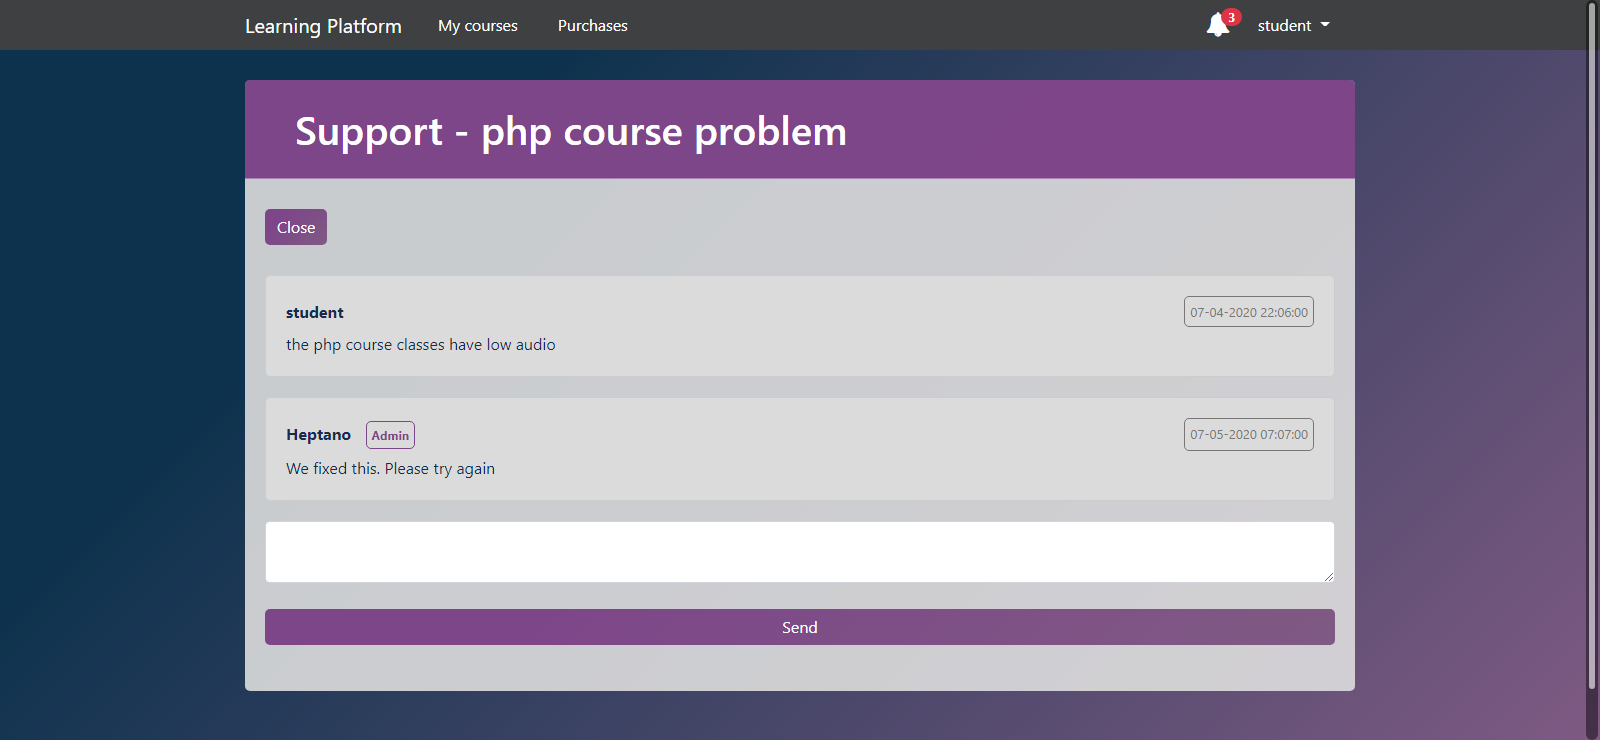 Learning Platform My courses Purchases 3 student
Support - php course problem
Close
student 07-04-2020 22:06:00
the php course classes have low audio
Heptano Admin 07-05-2020 07:07:00
We fixed this. Please try again
Send